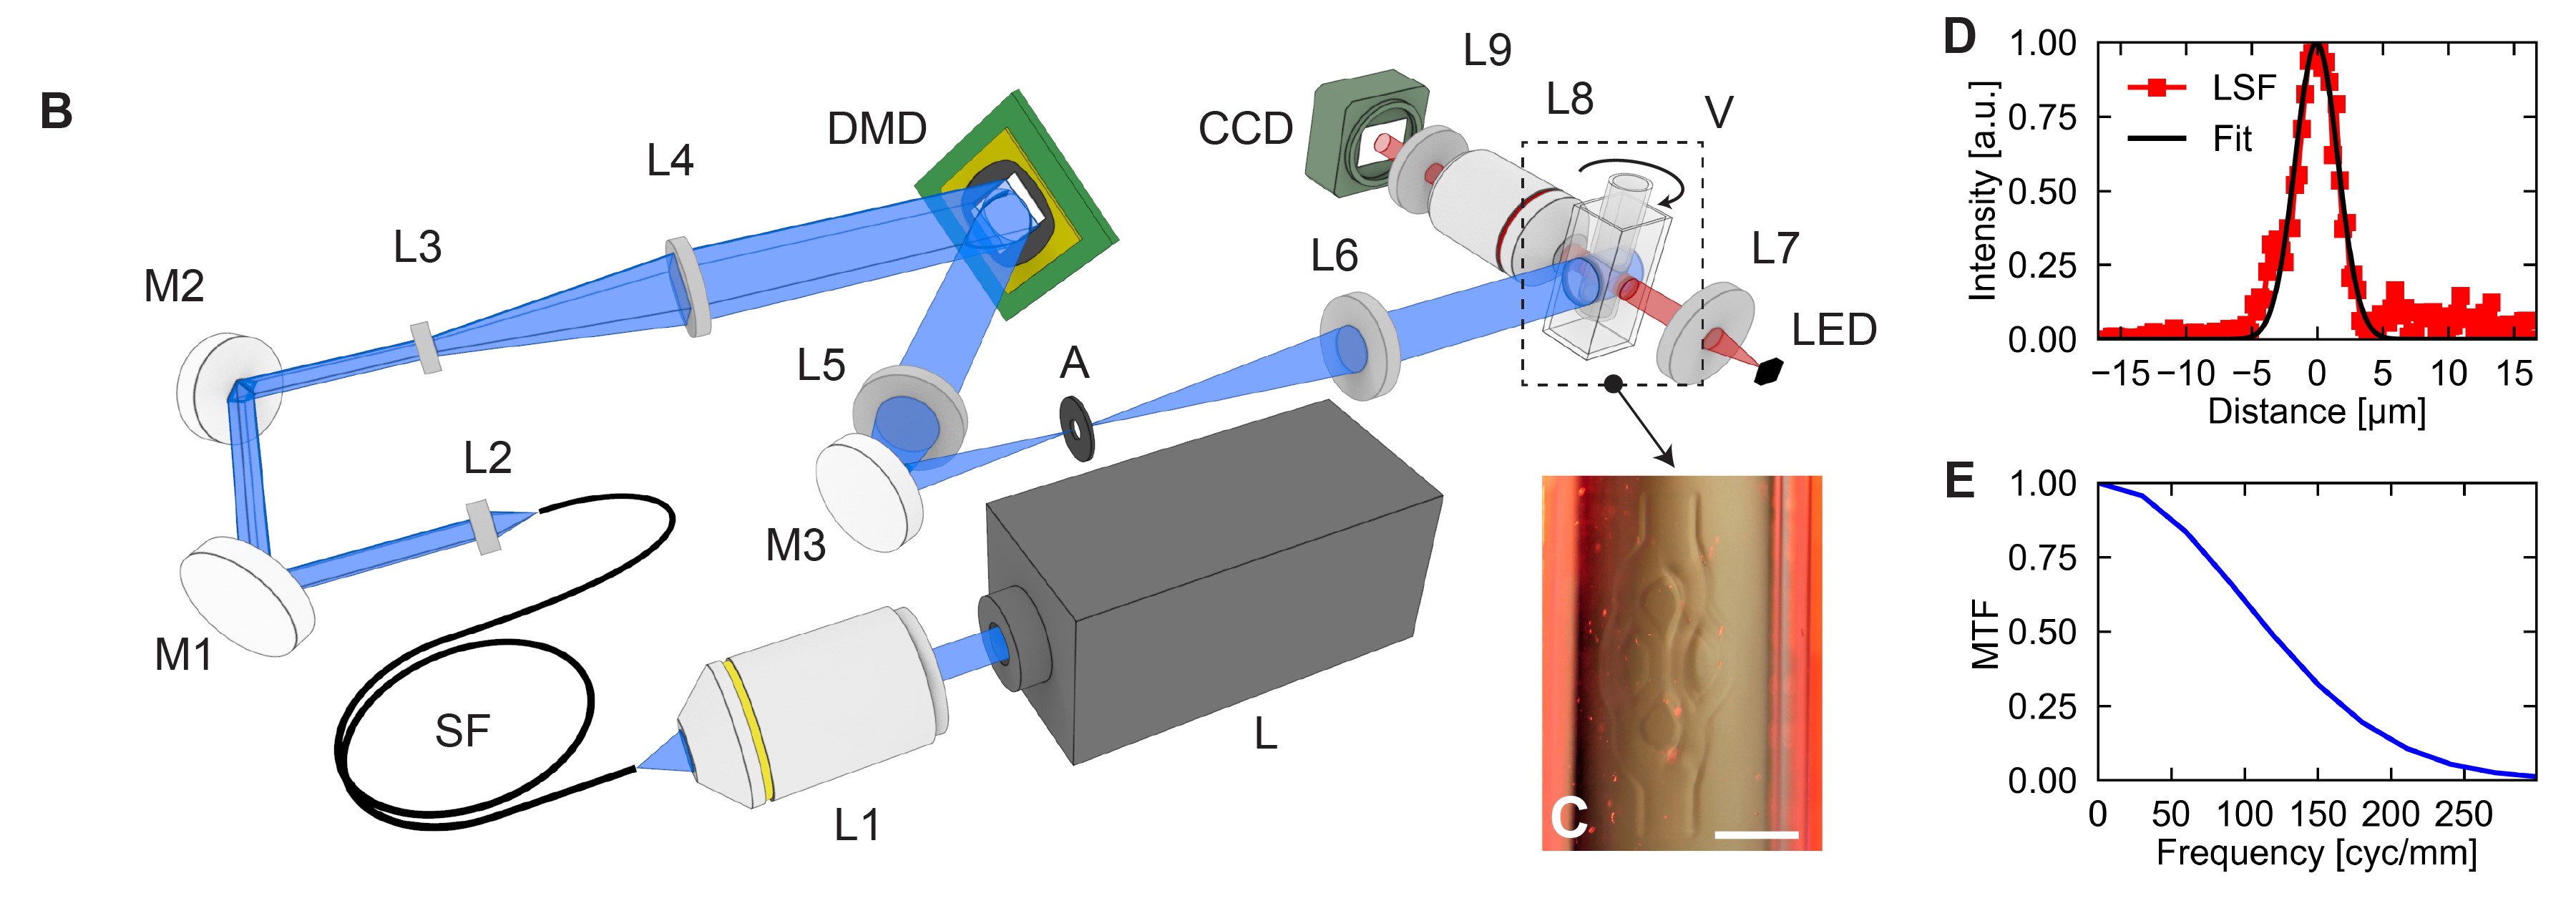 B
DMD
L4
L3
M2
L2
M1
SF
L1
L
L5
M3
A
L6
CCD
L9
L8
V
L7
LED
C
D
1.00
0.75
0.50
0.25
0.00
Intensity [a.u.]
LSF
Fit
−15 −10 −5 0 5 10 15
Distance [µm]
E
1.00
0.75
0.50
0.25
0.00
MTF
0 50 100 150 200 250
Frequency [cyc/mm]